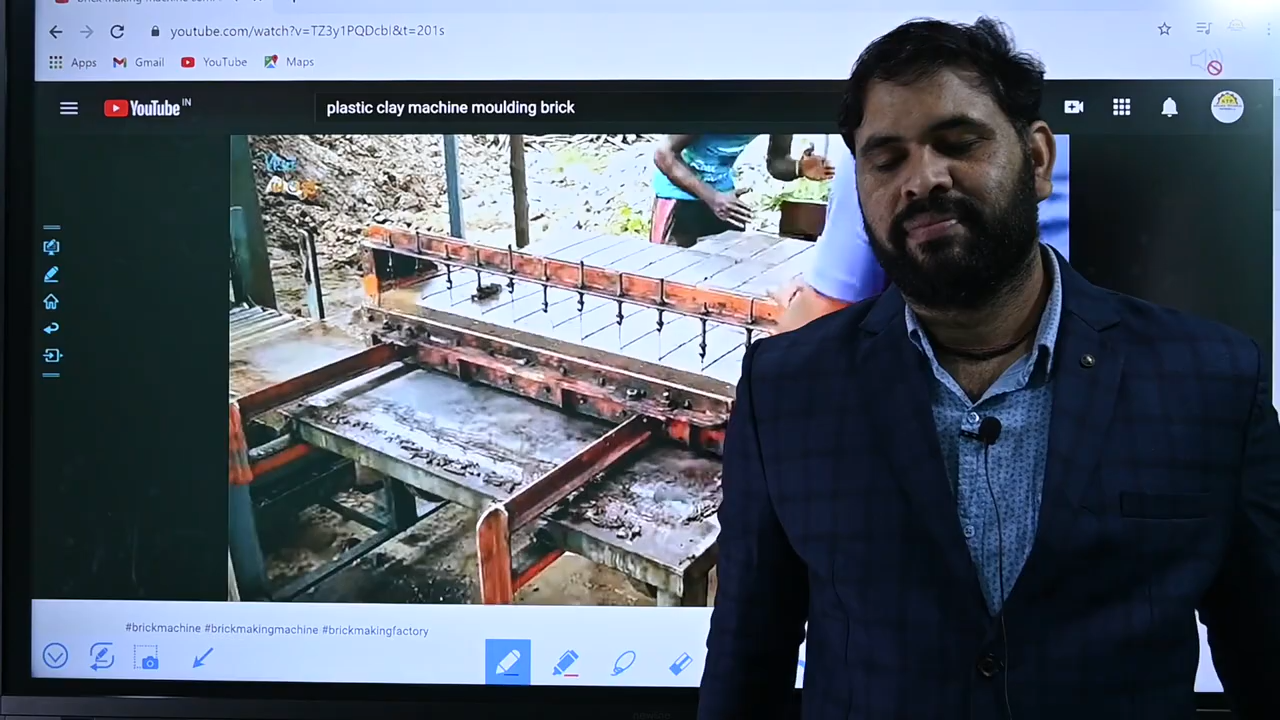 youtube.com/watch?v=TZ3y1PQDcbI&t=201s
Apps
Gmail
YouTube
Maps
YouTube IN
plastic clay machine moulding brick
#brickmachine #brickmakingmachine #brickmakingfactory